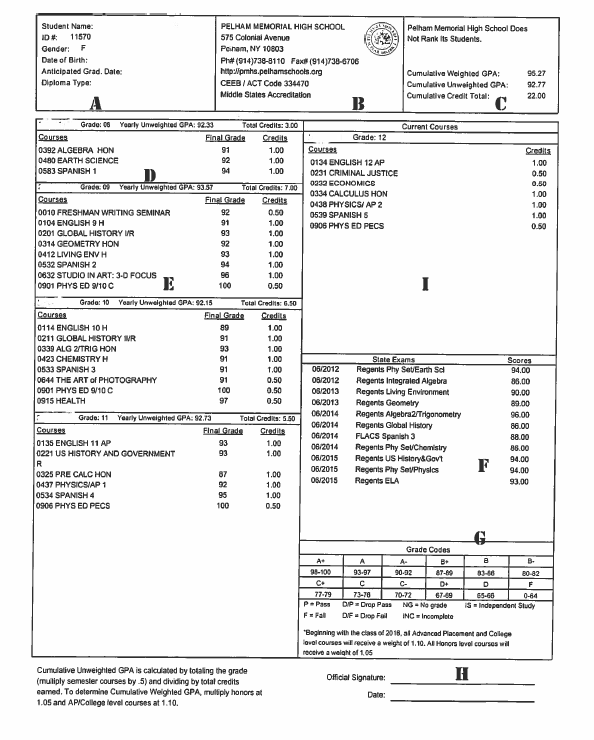 Student Name:
ID #: 11570
Gender: F
Date of Birth:
Anticipated Grad. Date:
Diploma Type:
A
PELHAM MEMORIAL HIGH SCHOOL
575 Colonial Avenue
Pelham, NY 10803
Ph# (914)738-8110 Fax# (914)738-6706
http://pmhs.pelhamschools.org
CEEB / ACT Code 334470
Middle States Accreditation
B
Pelham Memorial High School Does
Not Rank Its Students.
Cumulative Weighted GPA: 95.27
Cumulative Unweighted GPA: 92.77
Cumulative Credit Total: 22.00
C
Grade: 08 Yearly Unweighted GPA: 92.33 Total Credits: 3.00
Courses Final Grade Credits
0392 ALGEBRA HON 91 1.00
0480 EARTH SCIENCE 92 1.00
0583 SPANISH 1 94 1.00
D
Grade: 09 Yearly Unweighted GPA: 93.57 Total Credits: 7.00
Courses Final Grade Credits
0010 FRESHMAN WRITING SEMINAR 92 0.50
0104 ENGLISH 9 H 91 1.00
0201 GLOBAL HISTORY I/R 93 1.00
0314 GEOMETRY HON 92 1.00
0412 LIVING ENV H 93 1.00
0532 SPANISH 2 94 1.00
0632 STUDIO IN ART: 3-D FOCUS 96 1.00
0901 PHYS ED 9/10 C 100 0.50
E
Grade: 10 Yearly Unweighted GPA: 92.15 Total Credits: 6.50
Courses Final Grade Credits
0114 ENGLISH 10 H 89 1.00
0211 GLOBAL HISTORY II/R 91 1.00
0339 ALG 2/TRIG HON 93 1.00
0423 CHEMISTRY H 91 1.00
0533 SPANISH 3 91 1.00
0644 THE ART of PHOTOGRAPHY 91 0.50
0901 PHYS ED 9/10 C 100 0.50
0915 HEALTH 97 0.50
Grade: 11 Yearly Unweighted GPA: 92.73 Total Credits: 5.50
Courses Final Grade Credits
0135 ENGLISH 11 AP 93 1.00
0221 US HISTORY AND GOVERNMENT 93 1.00
R
0325 PRE CALC HON 87 1.00
0437 PHYSICS/AP 1 92 1.00
0534 SPANISH 4 95 1.00
0906 PHYS ED PECS 100 0.50
Current Courses
Grade: 12
Courses Credits
0134 ENGLISH 12 AP 1.00
0231 CRIMINAL JUSTICE 0.50
0232 ECONOMICS 0.50
0334 CALCULUS HON 1.00
0438 PHYSICS/ AP 2 1.00
0539 SPANISH 5 1.00
0906 PHYS ED PECS 0.50
I
State Exams Scores
06/2012 Regents Phy Set/Earth Sci 94.00
06/2012 Regents Integrated Algebra 86.00
06/2013 Regents Living Environment 90.00
06/2013 Regents Geometry 89.00
06/2014 Regents Algebra2/Trigonometry 96.00
06/2014 Regents Global History 86.00
06/2014 FLACS Spanish 3 88.00
06/2014 Regents Phy Set/Chemistry 86.00
06/2015 Regents US History&Gov't 94.00
06/2015 Regents Phy Set/Physics 94.00
06/2015 Regents ELA 93.00
F
G
Grade Codes
A+ A A- B+ B B-
98-100 93-97 90-92 87-89 83-86 80-82
C+ C C- D+ D F
77-79 73-76 70-72 67-69 65-66 0-64
P = Pass D/P = Drop Pass NG = No grade IS = Independent Study
F = Fail D/F = Drop Fail INC = Incomplete
*Beginning with the class of 2018, all Advanced Placement and College
level courses will receive a weight of 1.10. All Honors level courses will
receive a weight of 1.05
Cumulative Unweighted GPA is calculated by totaling the grade
(multiply semester courses by .5) and dividing by total credits
earned. To determine Cumulative Weighted GPA, multiply honors at
1.05 and AP/College level courses at 1.10.
H
Official Signature:
Date: